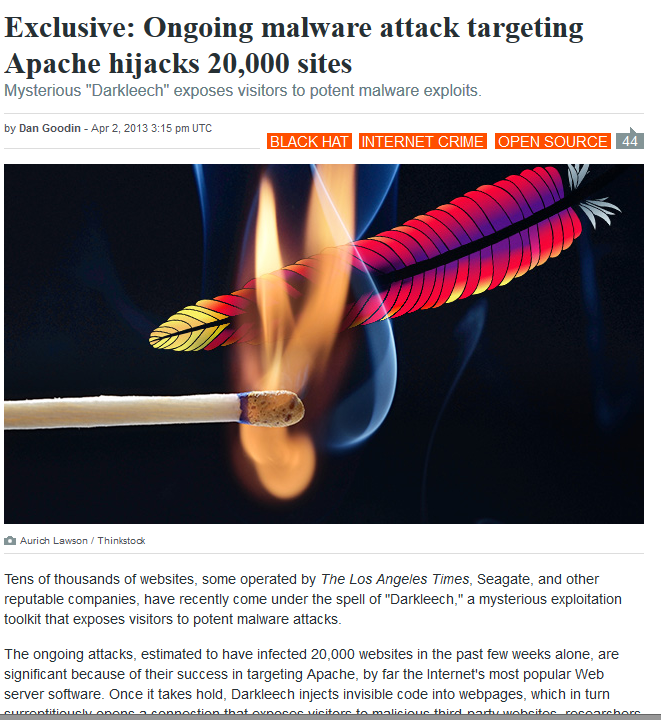 Exclusive: Ongoing malware attack targeting
Apache hijacks 20,000 sites
Mysterious "Darkleech" exposes visitors to potent malware exploits.
by Dan Goodin - Apr 2, 2013 3:15 pm UTC
BLACK HAT INTERNET CRIME OPEN SOURCE 44
Aurich Lawson / Thinkstock
Tens of thousands of websites, some operated by The Los Angeles Times, Seagate, and other
reputable companies, have recently come under the spell of "Darkleech," a mysterious exploitation
toolkit that exposes visitors to potent malware attacks.
The ongoing attacks, estimated to have infected 20,000 websites in the past few weeks alone, are
significant because of their success in targeting Apache, by far the Internet's most popular Web
server software. Once it takes hold, Darkleech injects invisible code into webpages, which in turn
surreptitiously opens a connection that exposes visitors to malicious third-party websites, researchers